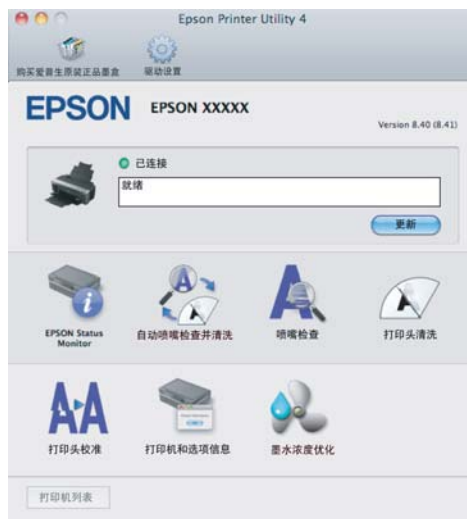 Epson Printer Utility 4
购买爱普生原装正品墨盒
驱动设置
EPSON
EPSON XXXXX
Version 8.40 (8.41)
已连接
就绪
更新
EPSON Status
Monitor
自动喷嘴检查并清洗
喷嘴检查
打印头清洗
打印头校准
打印机和选项信息
墨水浓度优化
打印机列表